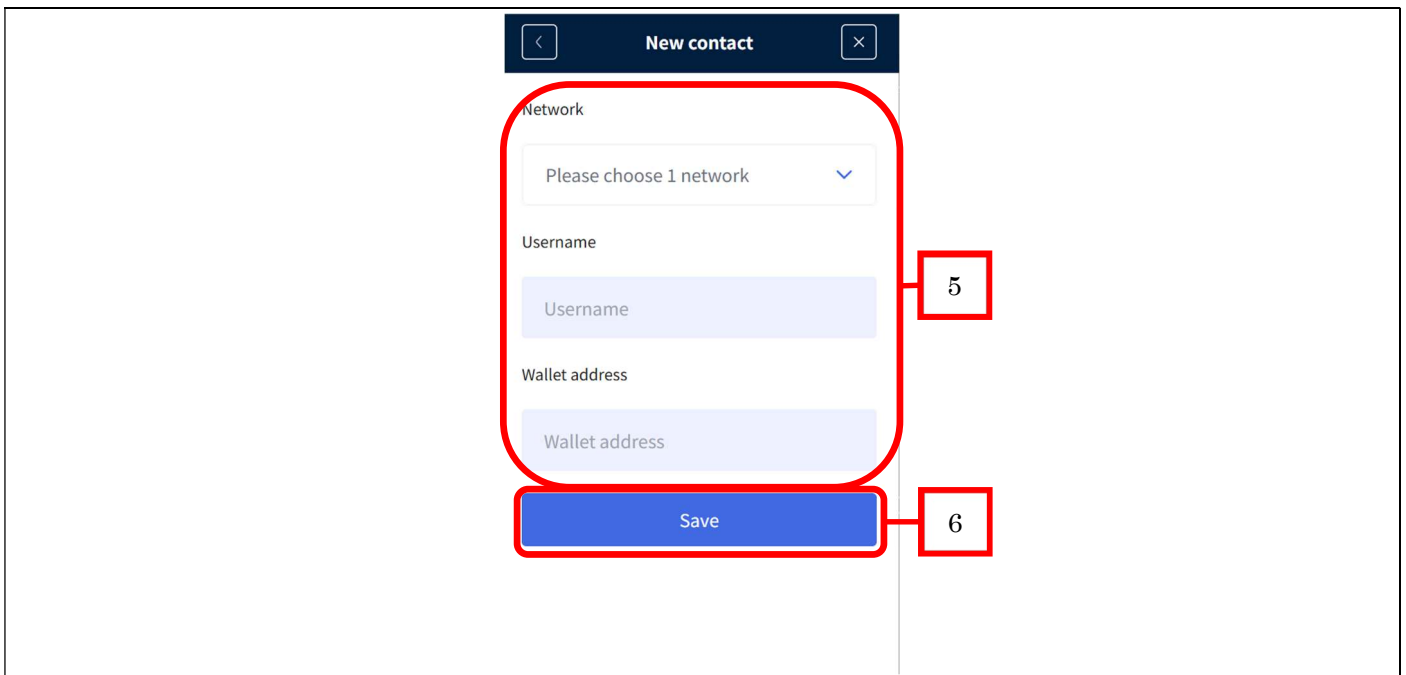 New contact
Network
Please choose 1 network
Username
Username
5
Wallet address
Wallet address
Save
6